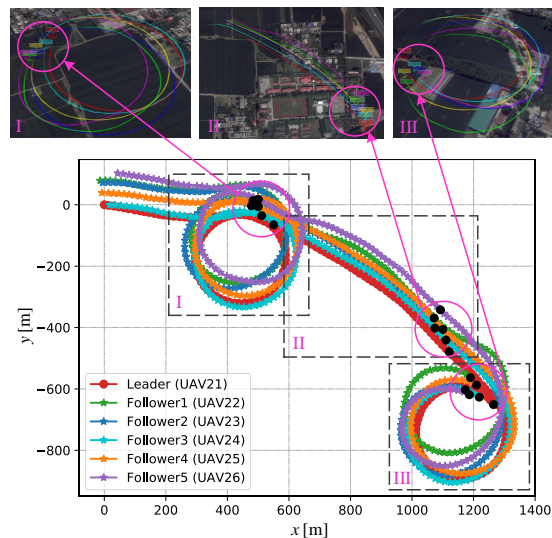 I
II
III
0
−200
−400
−600
−800
y [m]
I
II
III
Leader (UAV21)
Follower1 (UAV22)
Follower2 (UAV23)
Follower3 (UAV24)
Follower4 (UAV25)
Follower5 (UAV26)
0 200 400 600 800 1000 1200 1400
x [m]